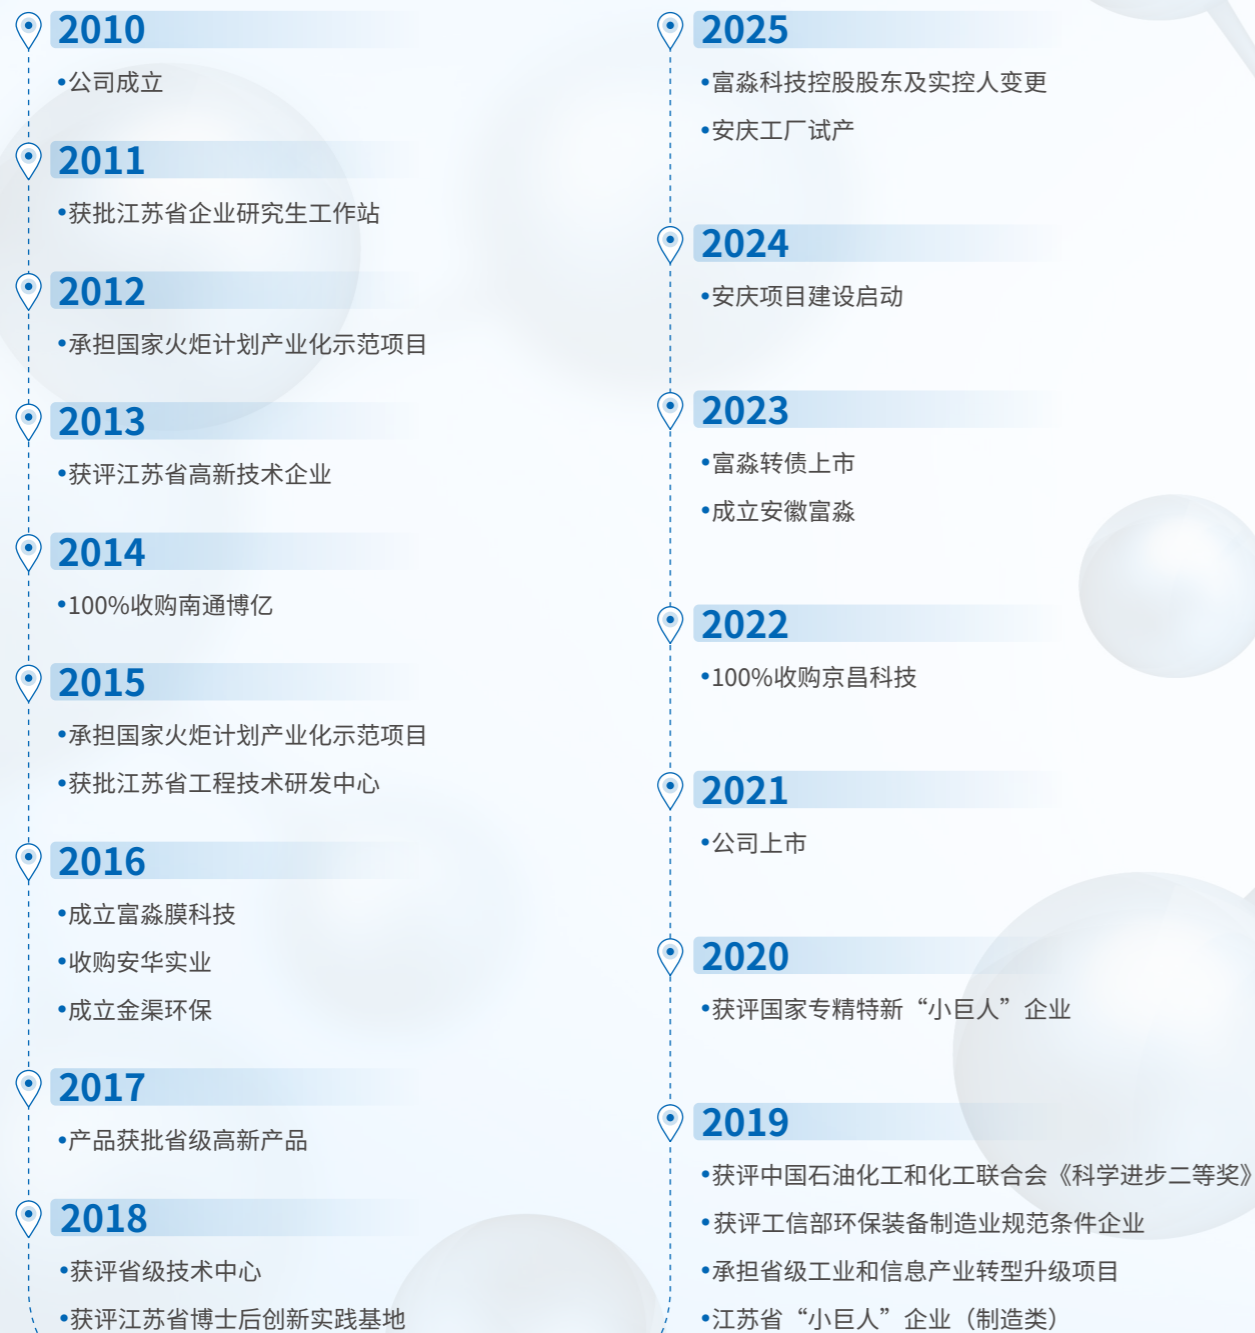 2010
•公司成立
2011
•获批江苏省企业研究生工作站
2012
•承担国家火炬计划产业化示范项目
2013
•获评江苏省高新技术企业
2014
•100%收购南通博亿
2015
•承担国家火炬计划产业化示范项目
•获批江苏省工程技术研发中心
2016
•成立富淼膜科技
•收购安华实业
•成立金渠环保
2017
•产品获批省级高新产品
2018
•获评省级技术中心
•获评江苏省博士后创新实践基地
2025
•富淼科技控股股东及实控人变更
•安庆工厂试产
2024
•安庆项目建设启动
2023
•富淼转债上市
•成立安徽富淼
2022
•100%收购京昌科技
2021
•公司上市
2020
•获评国家专精特新“小巨人”企业
2019
•获评中国石油化工和化工联合会《科学进步二等奖》
•获评工信部环保装备制造业规范条件企业
•承担省级工业和信息产业转型升级项目
•江苏省“小巨人”企业（制造类）